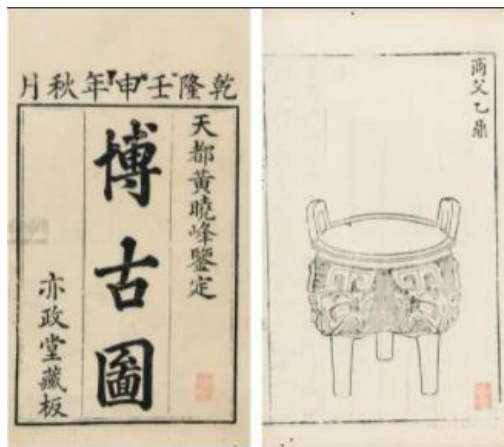 乾隆壬申年秋月
天都黃曉峰鑒定
博古圖
亦政堂藏板
商父乙鼎